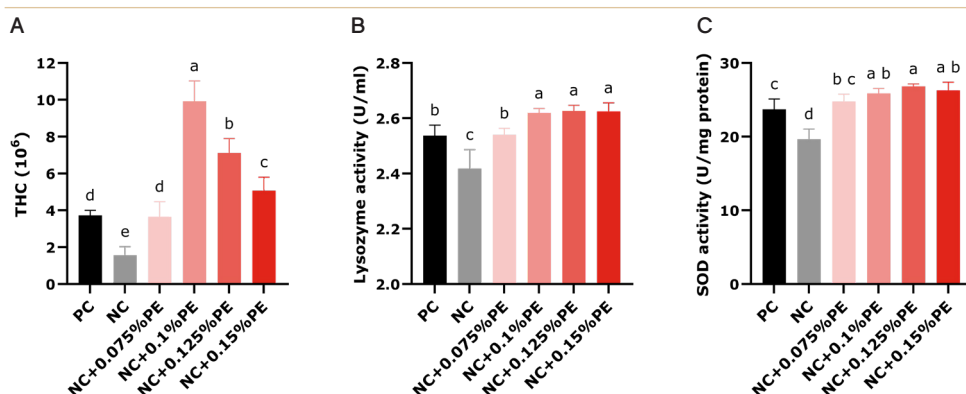 A
THC (10⁶)
12
10
8
6
4
2
0
d
e
d
a
b
c
PC
NC
NC+0.075%PE
NC+0.1%PE
NC+0.125%PE
NC+0.15%PE
B
Lysozyme activity (U/ml)
2.8
2.6
2.4
2.2
2.0
b
c
b
a
a
a
PC
NC
NC+0.075%PE
NC+0.1%PE
NC+0.125%PE
NC+0.15%PE
C
SOD activity (U/mg protein)
30
20
10
0
c
d
b c
a b
a
a b
PC
NC
NC+0.075%PE
NC+0.1%PE
NC+0.125%PE
NC+0.15%PE